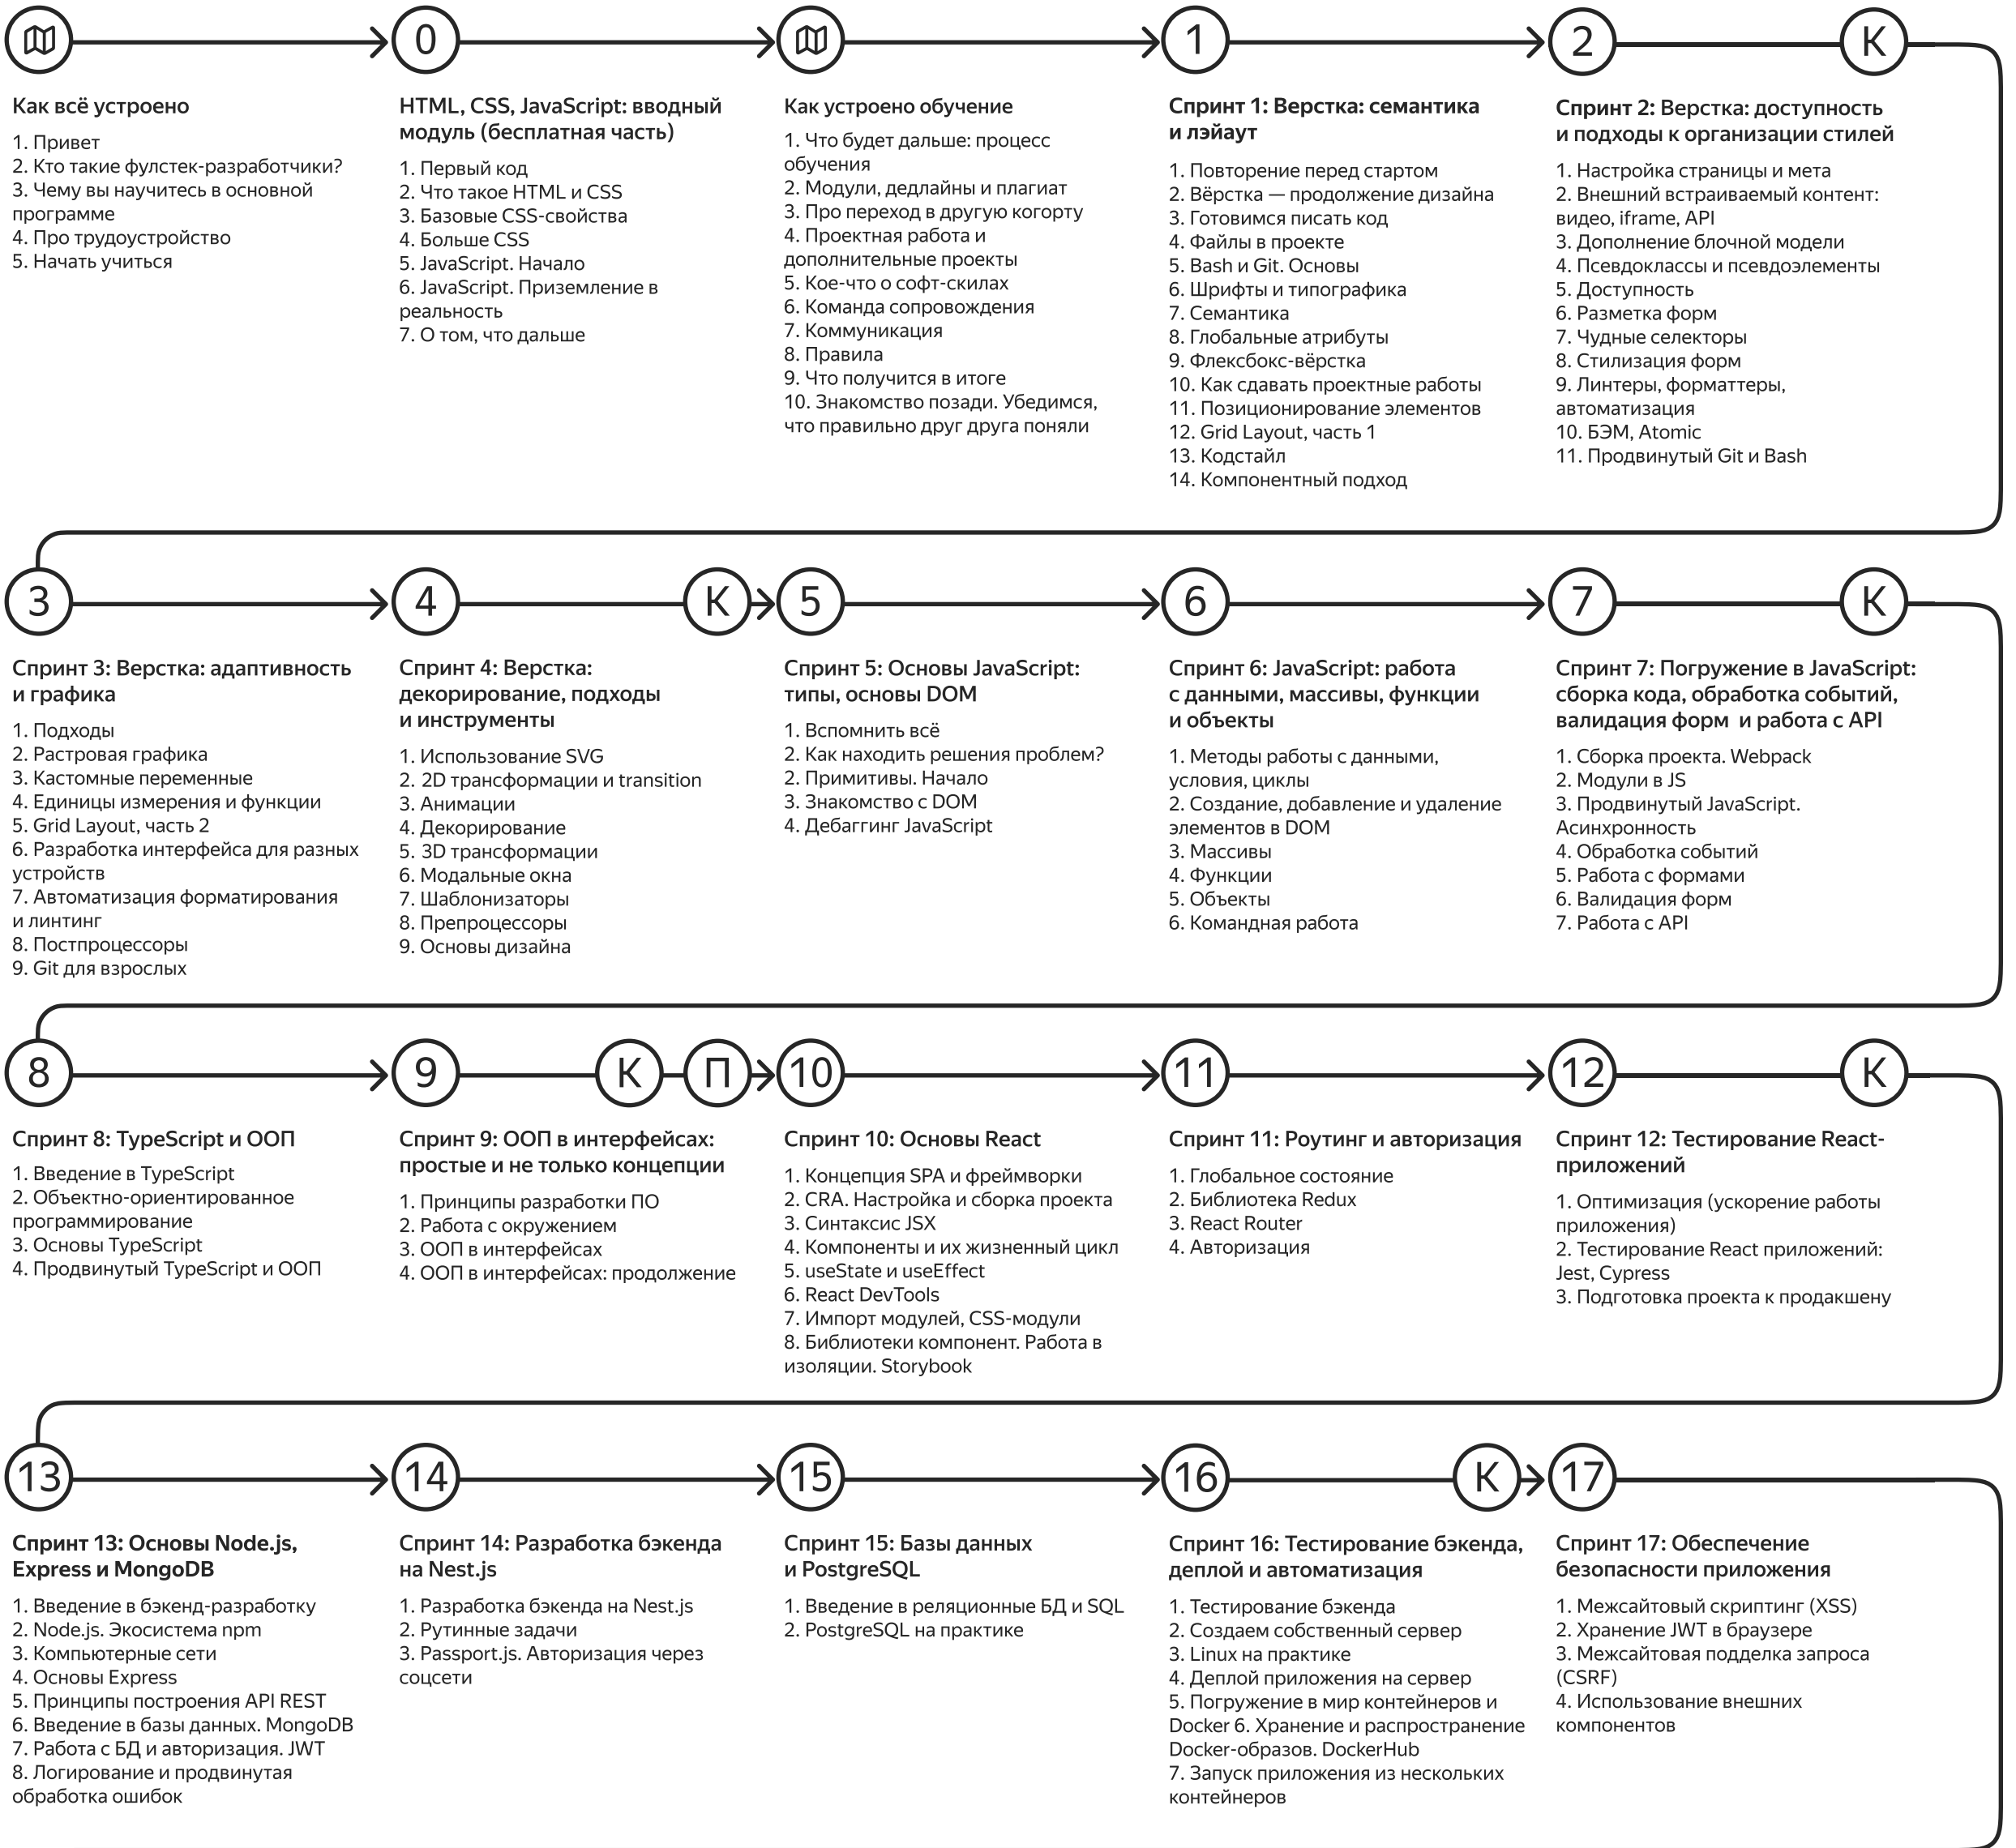 0
1
2
К
Как всё устроено
1. Привет
2. Кто такие фулстек-разработчики?
3. Чему вы научитесь в основной
программе
4. Про трудоустройство
5. Начать учиться
HTML, CSS, JavaScript: вводный
модуль (бесплатная часть)
1. Первый код
2. Что такое HTML и CSS
3. Базовые CSS-свойства
4. Больше CSS
5. JavaScript. Начало
6. JavaScript. Приземление в
реальность
7. О том, что дальше
Как устроено обучение
1. Что будет дальше: процесс
обучения
2. Модули, дедлайны и плагиат
3. Про переход в другую когорту
4. Проектная работа и
дополнительные проекты
5. Кое-что о софт-скилах
6. Команда сопровождения
7. Коммуникация
8. Правила
9. Что получится в итоге
10. Знакомство позади. Убедимся,
что правильно друг друга поняли
Спринт 1: Верстка: семантика
и лэйаут
1. Повторение перед стартом
2. Вёрстка — продолжение дизайна
3. Готовимся писать код
4. Файлы в проекте
5. Bash и Git. Основы
6. Шрифты и типографика
7. Семантика
8. Глобальные атрибуты
9. Флексбокс-вёрстка
10. Как сдавать проектные работы
11. Позиционирование элементов
12. Grid Layout, часть 1
13. Кодстайл
14. Компонентный подход
Спринт 2: Верстка: доступность
и подходы к организации стилей
1. Настройка страницы и мета
2. Внешний встраиваемый контент:
видео, iframe, API
3. Дополнение блочной модели
4. Псевдоклассы и псевдоэлементы
5. Доступность
6. Разметка форм
7. Чудные селекторы
8. Стилизация форм
9. Линтеры, форматтеры,
автоматизация
10. БЭМ, Atomic
11. Продвинутый Git и Bash
3
4
К
5
6
7
К
Спринт 3: Верстка: адаптивность
и графика
1. Подходы
2. Растровая графика
3. Кастомные переменные
4. Единицы измерения и функции
5. Grid Layout, часть 2
6. Разработка интерфейса для разных
устройств
7. Автоматизация форматирования
и линтинг
8. Постпроцессоры
9. Git для взрослых
Спринт 4: Верстка:
декорирование, подходы
и инструменты
1. Использование SVG
2. 2D трансформации и transition
3. Анимации
4. Декорирование
5. 3D трансформации
6. Модальные окна
7. Шаблонизаторы
8. Препроцессоры
9. Основы дизайна
Спринт 5: Основы JavaScript:
типы, основы DOM
1. Вспомнить всё
2. Как находить решения проблем?
2. Примитивы. Начало
3. Знакомство с DOM
4. Дебаггинг JavaScript
Спринт 6: JavaScript: работа
с данными, массивы, функции
и объекты
1. Методы работы с данными,
условия, циклы
2. Создание, добавление и удаление
элементов в DOM
3. Массивы
4. Функции
5. Объекты
6. Командная работа
Спринт 7: Погружение в JavaScript:
сборка кода, обработка событий,
валидация форм  и работа с API
1. Сборка проекта. Webpack
2. Модули в JS
3. Продвинутый JavaScript.
Асинхронность
4. Обработка событий
5. Работа с формами
6. Валидация форм
7. Работа с API
8
9
К
П
10
11
12
К
Спринт 8: TypeScript и ООП
1. Введение в TypeScript
2. Объектно-ориентированное
программирование
3. Основы TypeScript
4. Продвинутый TypeScript и ООП
Спринт 9: ООП в интерфейсах:
простые и не только концепции
1. Принципы разработки ПО
2. Работа с окружением
3. ООП в интерфейсах
4. ООП в интерфейсах: продолжение
Спринт 10: Основы React
1. Концепция SPA и фреймворки
2. CRA. Настройка и сборка проекта
3. Синтаксис JSX
4. Компоненты и их жизненный цикл
5. useState и useEffect
6. React DevTools
7. Импорт модулей, CSS-модули
8. Библиотеки компонент. Работа в
изоляции. Storybook
Спринт 11: Роутинг и авторизация
1. Глобальное состояние
2. Библиотека Redux
3. React Router
4. Авторизация
Спринт 12: Тестирование React-
приложений
1. Оптимизация (ускорение работы
приложения)
2. Тестирование React приложений:
Jest, Cypress
3. Подготовка проекта к продакшену
13
14
15
16
К
17
Спринт 13: Основы Node.js,
Express и MongoDB
1. Введение в бэкенд-разработку
2. Node.js. Экосистема npm
3. Компьютерные сети
4. Основы Express
5. Принципы построения API REST
6. Введение в базы данных. MongoDB
7. Работа с БД и авторизация. JWT
8. Логирование и продвинутая
обработка ошибок
Спринт 14: Разработка бэкенда
на Nest.js
1. Разработка бэкенда на Nest.js
2. Рутинные задачи
3. Passport.js. Авторизация через
соцсети
Спринт 15: Базы данных
и PostgreSQL
1. Введение в реляционные БД и SQL
2. PostgreSQL на практике
Спринт 16: Тестирование бэкенда,
деплой и автоматизация
1. Тестирование бэкенда
2. Создаем собственный сервер
3. Linux на практике
4. Деплой приложения на сервер
5. Погружение в мир контейнеров и
Docker 6. Хранение и распространение
Docker-образов. DockerHub
7. Запуск приложения из нескольких
контейнеров
Спринт 17: Обеспечение
безопасности приложения
1. Межсайтовый скриптинг (XSS)
2. Хранение JWT в браузере
3. Межсайтовая подделка запроса
(CSRF)
4. Использование внешних
компонентов